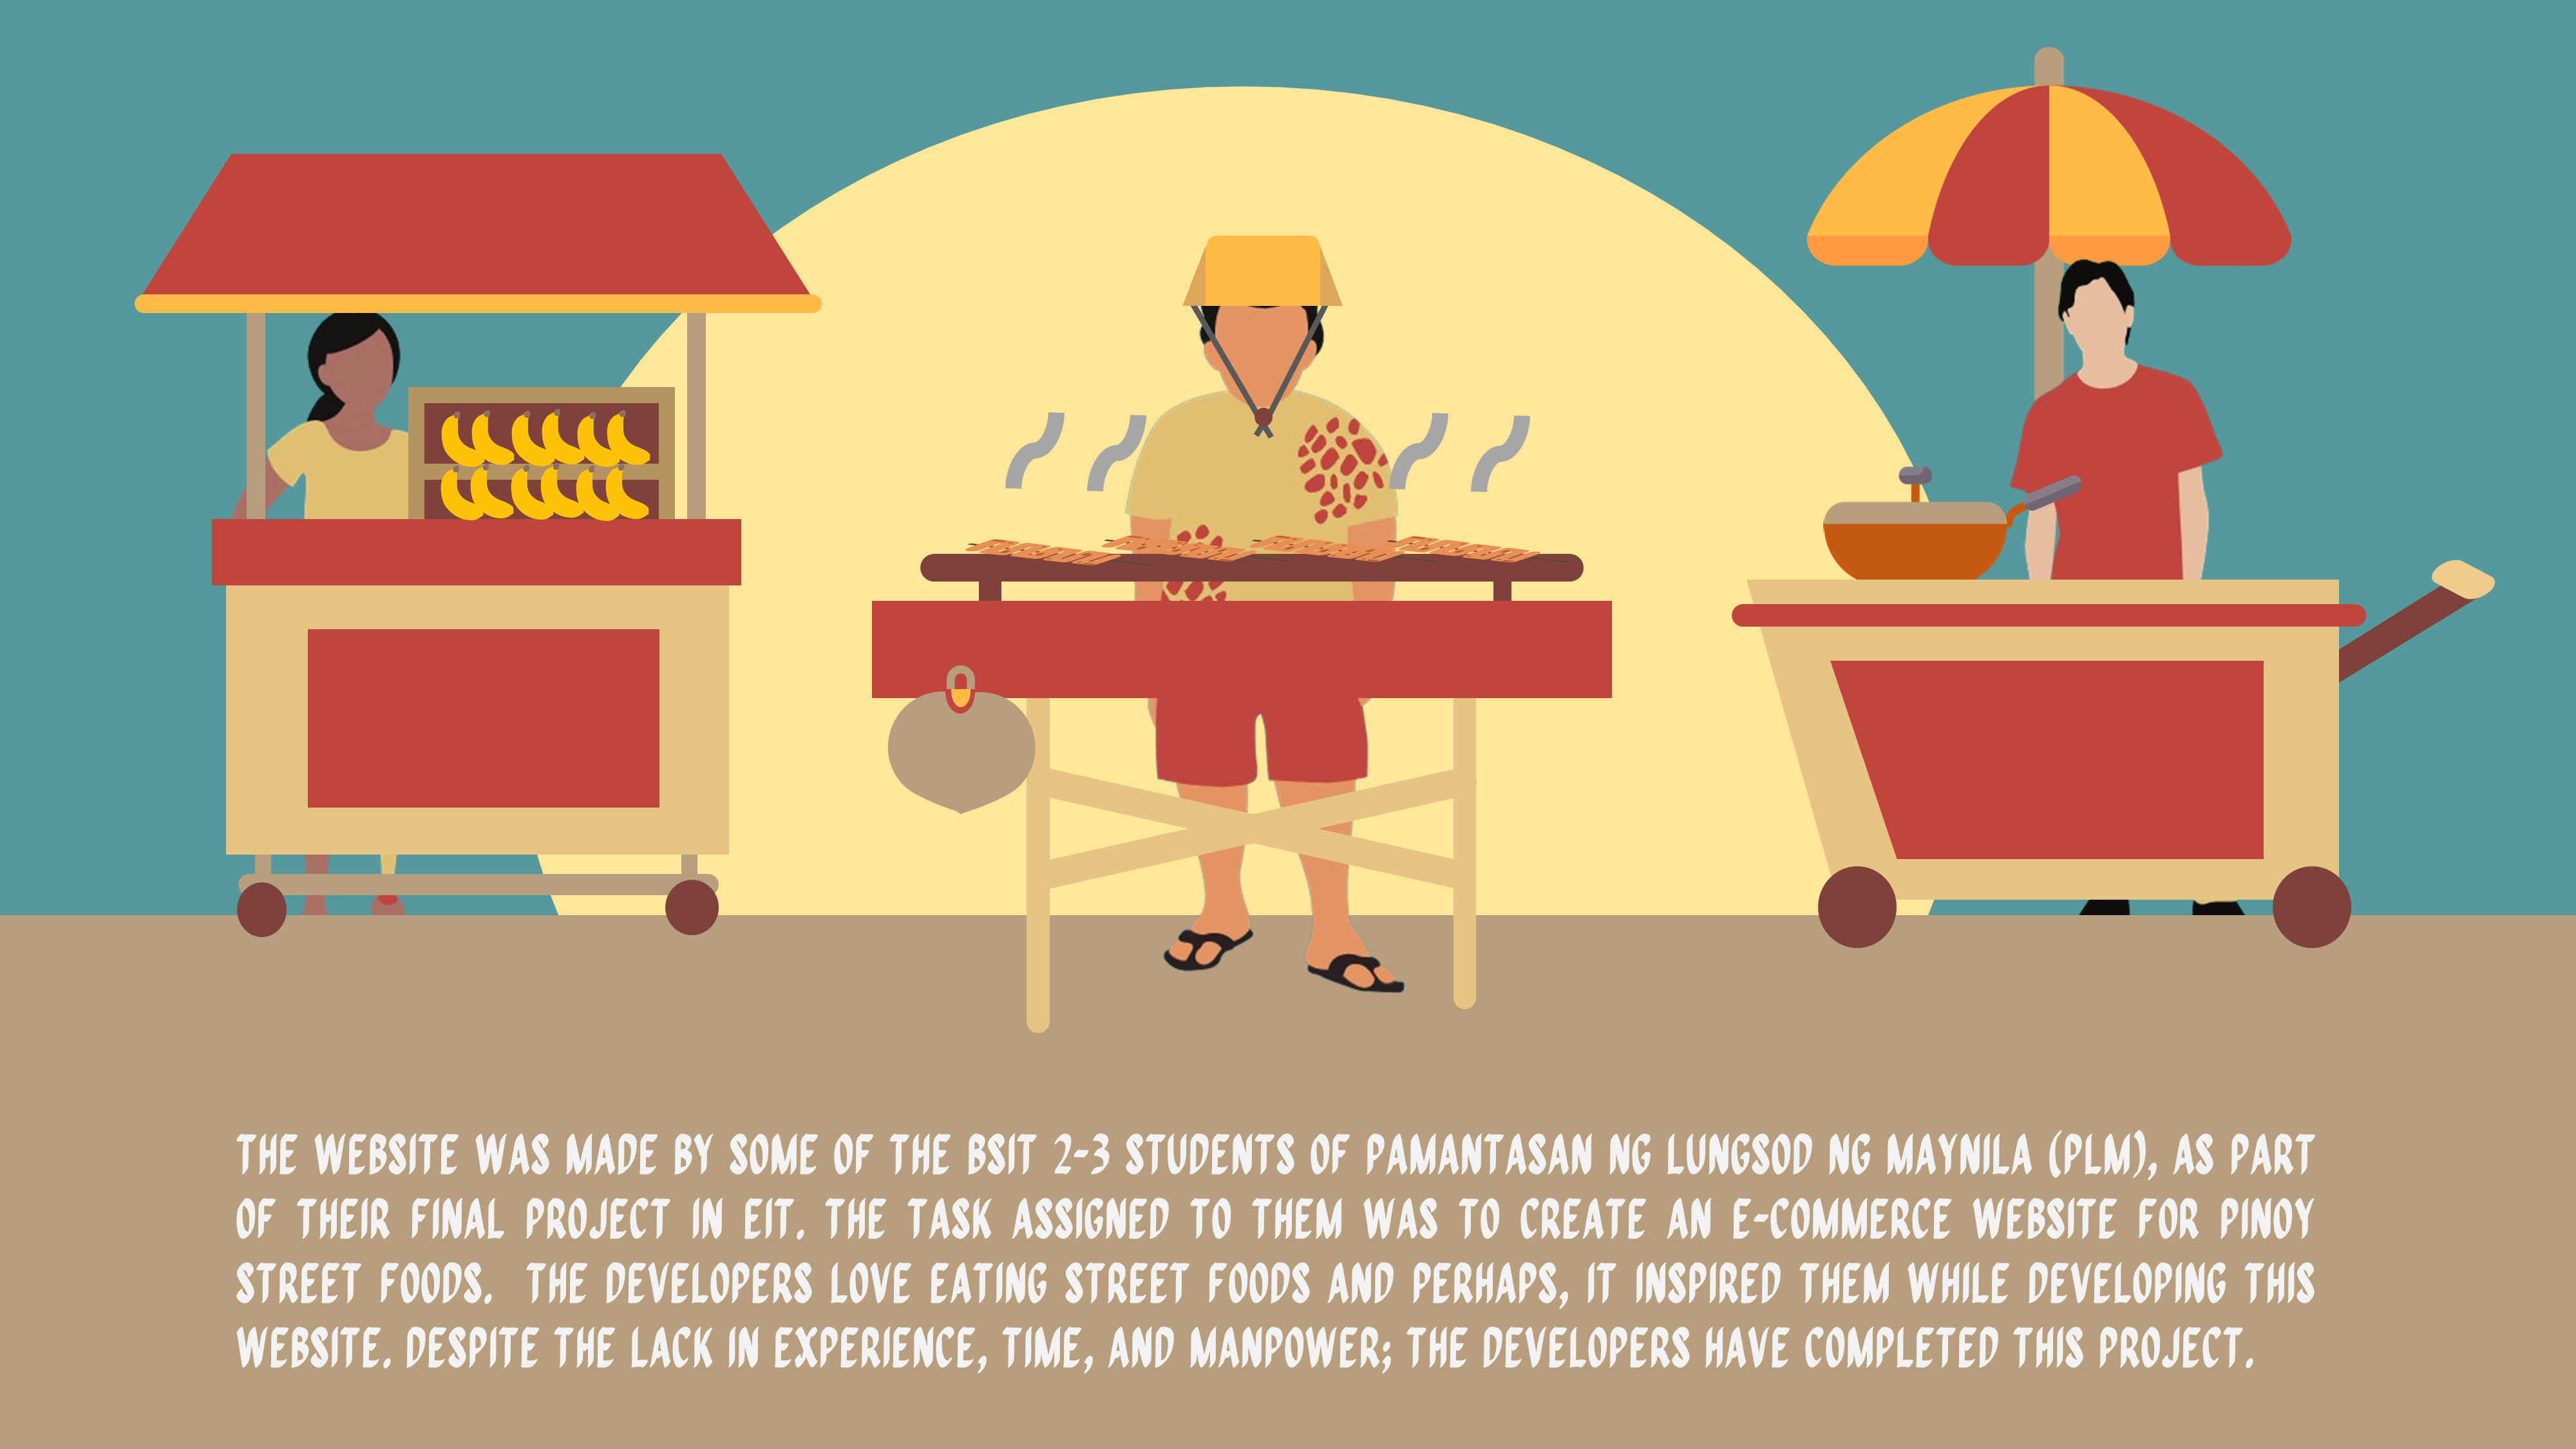 THE WEBSITE WAS MADE BY SOME OF THE BSIT 2-3 STUDENTS OF PAMANTASAN NG LUNGSOD NG MAYNILA (PLM), AS PART
OF THEIR FINAL PROJECT IN EIT. THE TASK ASSIGNED TO THEM WAS TO CREATE AN E-COMMERCE WEBSITE FOR PINOY
STREET FOODS. THE DEVELOPERS LOVE EATING STREET FOODS AND PERHAPS, IT INSPIRED THEM WHILE DEVELOPING THIS
WEBSITE. DESPITE THE LACK IN EXPERIENCE, TIME, AND MANPOWER; THE DEVELOPERS HAVE COMPLETED THIS PROJECT.